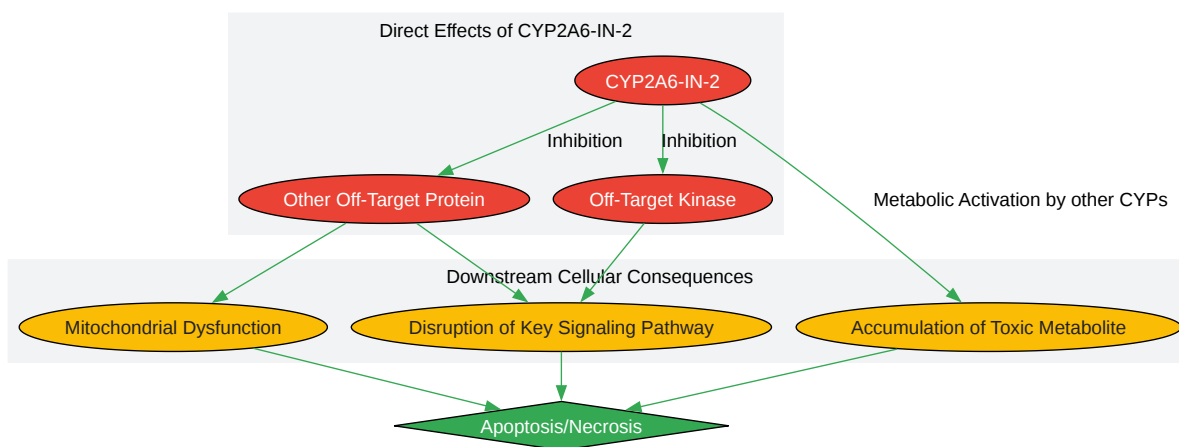 Direct Effects of CYP2A6-IN-2
CYP2A6-IN-2
Inhibition
Inhibition
Other Off-Target Protein
Off-Target Kinase
Metabolic Activation by other CYPs
Downstream Cellular Consequences
Mitochondrial Dysfunction
Disruption of Key Signaling Pathway
Accumulation of Toxic Metabolite
Apoptosis/Necrosis